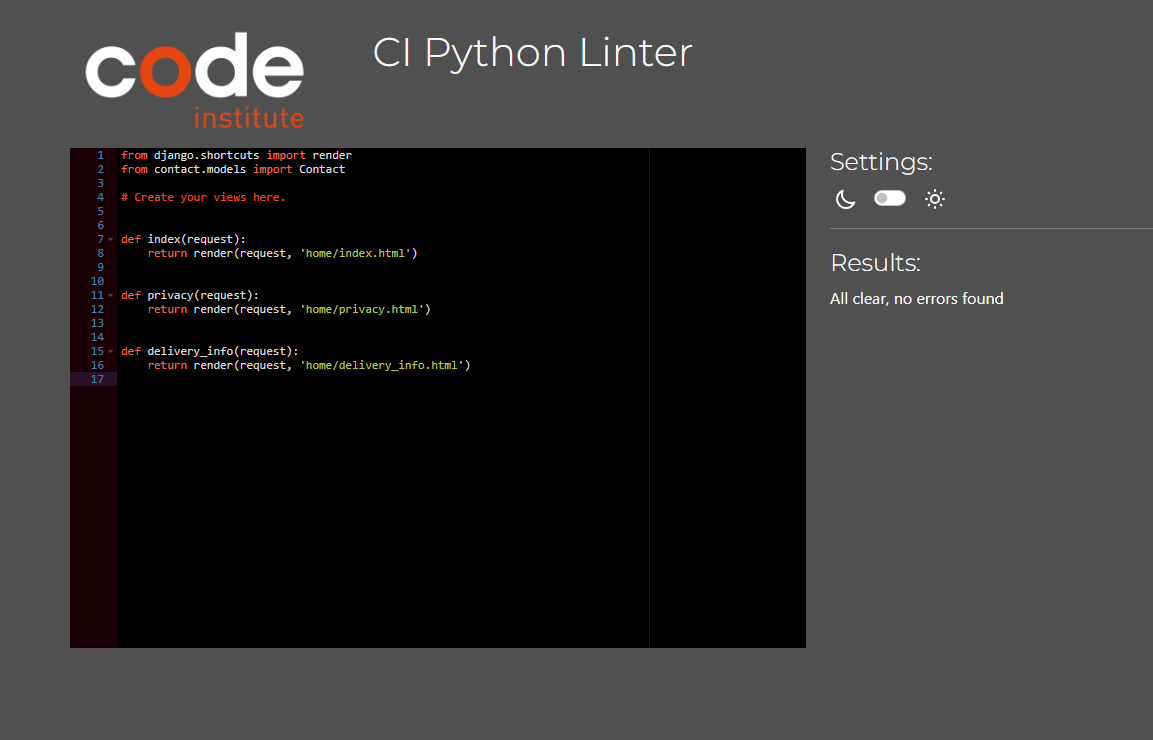 code
institute
CI Python Linter
1 from django.shortcuts import render
2 from contact.models import Contact
3
4 # Create your views here.
5
6
7 def index(request):
8     return render(request, 'home/index.html')
9
10
11 def privacy(request):
12     return render(request, 'home/privacy.html')
13
14
15 def delivery_info(request):
16     return render(request, 'home/delivery_info.html')
17
Settings:
Results:
All clear, no errors found